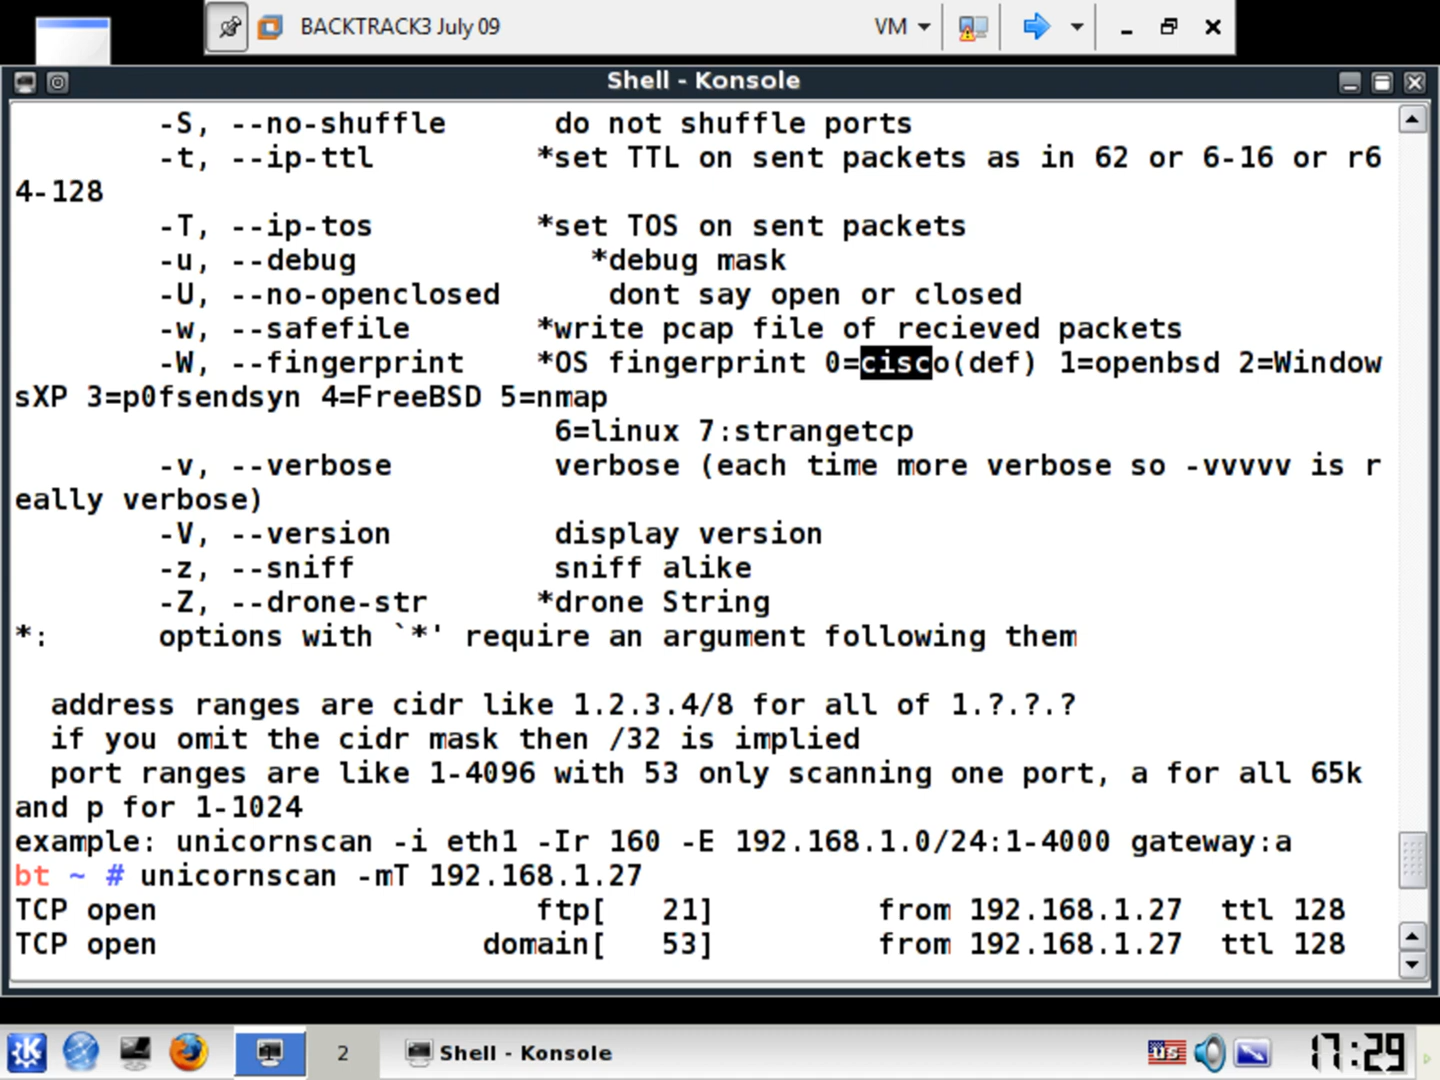 BACKTRACK3 July 09
VM
Shell - Konsole
-S, --no-shuffle do not shuffle ports
-t, --ip-ttl *set TTL on sent packets as in 62 or 6-16 or r6
4-128
-T, --ip-tos *set TOS on sent packets
-u, --debug *debug mask
-U, --no-openclosed dont say open or closed
-w, --safefile *write pcap file of recieved packets
-W, --fingerprint *OS fingerprint 0=cisco(def) 1=openbsd 2=Window
sXP 3=p0fsendsyn 4=FreeBSD 5=nmap
6=linux 7:strangetcp
-v, --verbose verbose (each time more verbose so -vvvvv is r
eally verbose)
-V, --version display version
-z, --sniff sniff alike
-Z, --drone-str *drone String
*: options with `*' require an argument following them
address ranges are cidr like 1.2.3.4/8 for all of 1.?.?.?
if you omit the cidr mask then /32 is implied
port ranges are like 1-4096 with 53 only scanning one port, a for all 65k
and p for 1-1024
example: unicornscan -i eth1 -Ir 160 -E 192.168.1.0/24:1-4000 gateway:a
bt ~ # unicornscan -mT 192.168.1.27
TCP open ftp[ 21] from 192.168.1.27 ttl 128
TCP open domain[ 53] from 192.168.1.27 ttl 128
2
Shell - Konsole
us
17:29